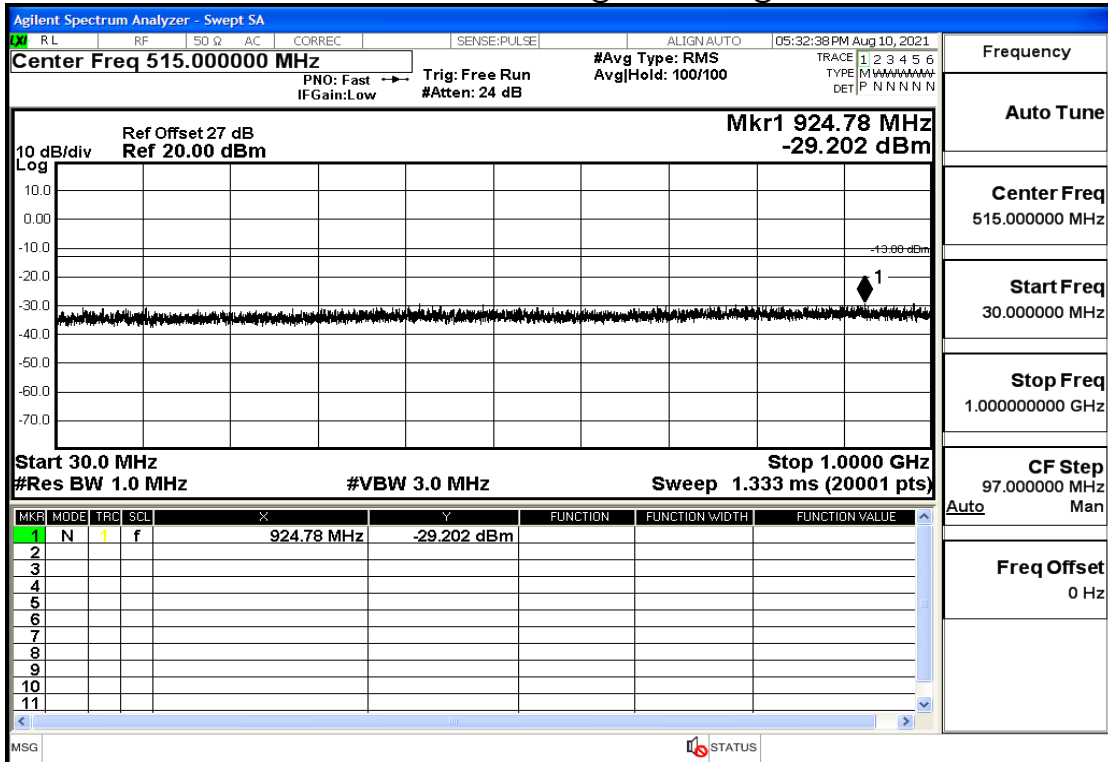 Agilent Spectrum Analyzer - Swept SA
LXI RL RF 50 Ω AC CORREC SENSE:PULSE ALIGN AUTO 05:32:38 PM Aug 10, 2021
Center Freq 515.000000 MHz
PNO: Fast
IFGain:Low
Trig: Free Run
#Atten: 24 dB
#Avg Type: RMS
Avg|Hold: 100/100
TRACE 1 2 3 4 5 6
TYPE M WWWWW
DET P N N N N N
Ref Offset 27 dB
Ref 20.00 dBm
10 dB/div
Log
Mkr1 924.78 MHz
-29.202 dBm
10.0
0.00
-10.0
-20.0
-30.0
-40.0
-50.0
-60.0
-70.0
-13.00 dBm
1
Start 30.0 MHz Stop 1.0000 GHz
#Res BW 1.0 MHz #VBW 3.0 MHz Sweep 1.333 ms (20001 pts)
MKR MODE TRC SCL X Y FUNCTION FUNCTION WIDTH FUNCTION VALUE
1 N 1 f 924.78 MHz -29.202 dBm
2
3
4
5
6
7
8
9
10
11
MSG STATUS
Frequency
Auto Tune
Center Freq
515.000000 MHz
Start Freq
30.000000 MHz
Stop Freq
1.000000000 GHz
CF Step
97.000000 MHz
Auto Man
Freq Offset
0 Hz